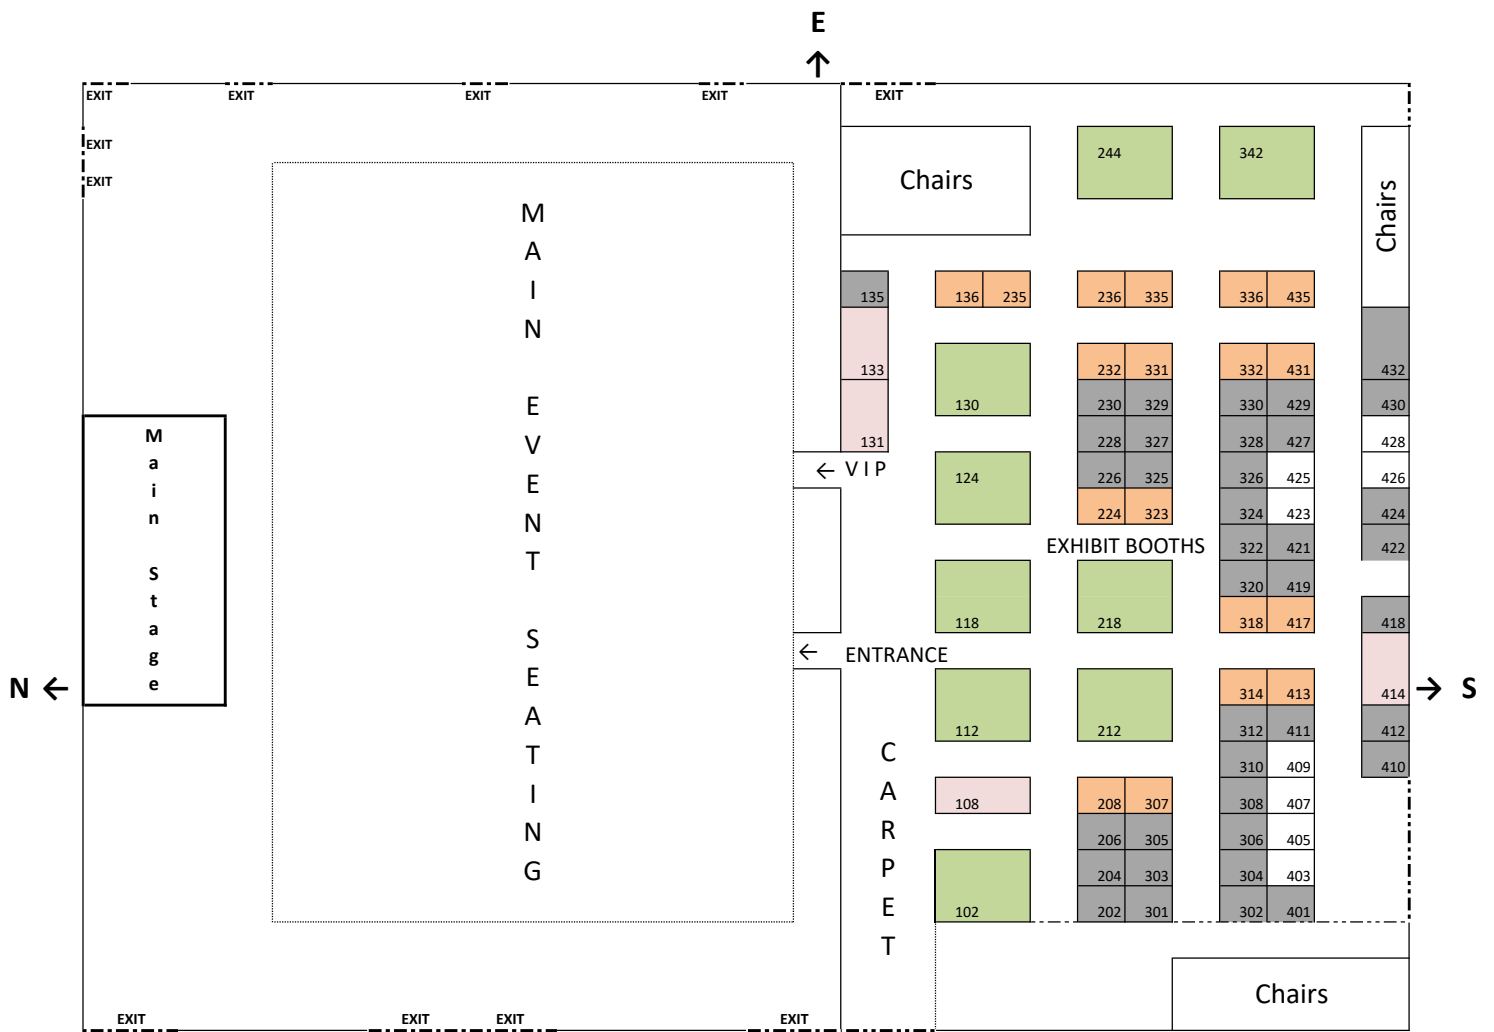 E
EXIT EXIT EXIT EXIT EXIT
EXIT
EXIT
244 342
Chairs
Chairs
MAIN EVENT SEATING
135 136 235 236 335 336 435
133 232 331 332 431 432
130 230 329 330 429 430
131 228 327 328 427 428
← VIP
124 226 325 326 425 426
224 323 324 423 424
EXHIBIT BOOTHS 322 421 422
320 419
118 218 318 417 418
← ENTRANCE
Main Stage
N ←
→ S
314 413 414
112 212 312 411 412
310 409 410
CARPET
108 208 307 308 407
206 305 306 405
204 303 304 403
102 202 301 302 401
Chairs
EXIT EXIT EXIT EXIT